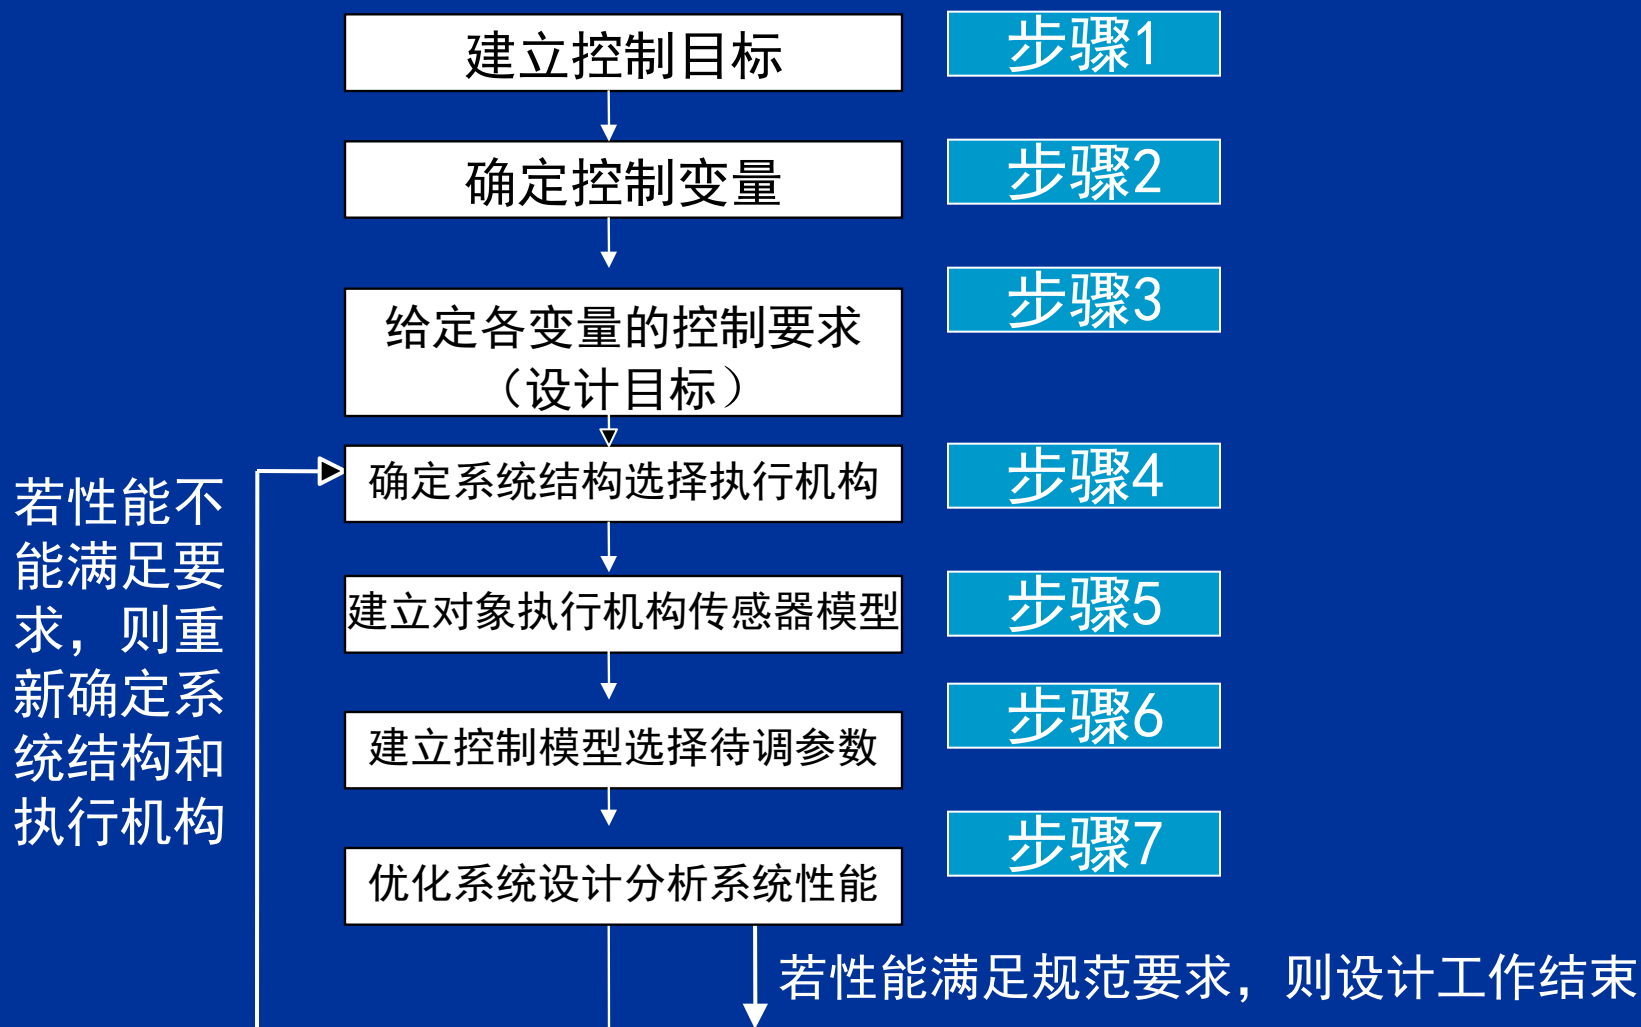 建立控制目标
步骤1
确定控制变量
步骤2
给定各变量的控制要求
（设计目标）
步骤3
确定系统结构选择执行机构
步骤4
建立对象执行机构传感器模型
步骤5
建立控制模型选择待调参数
步骤6
优化系统设计分析系统性能
步骤7
若性能不
能满足要
求，则重
新确定系
统结构和
执行机构
若性能满足规范要求，则设计工作结束